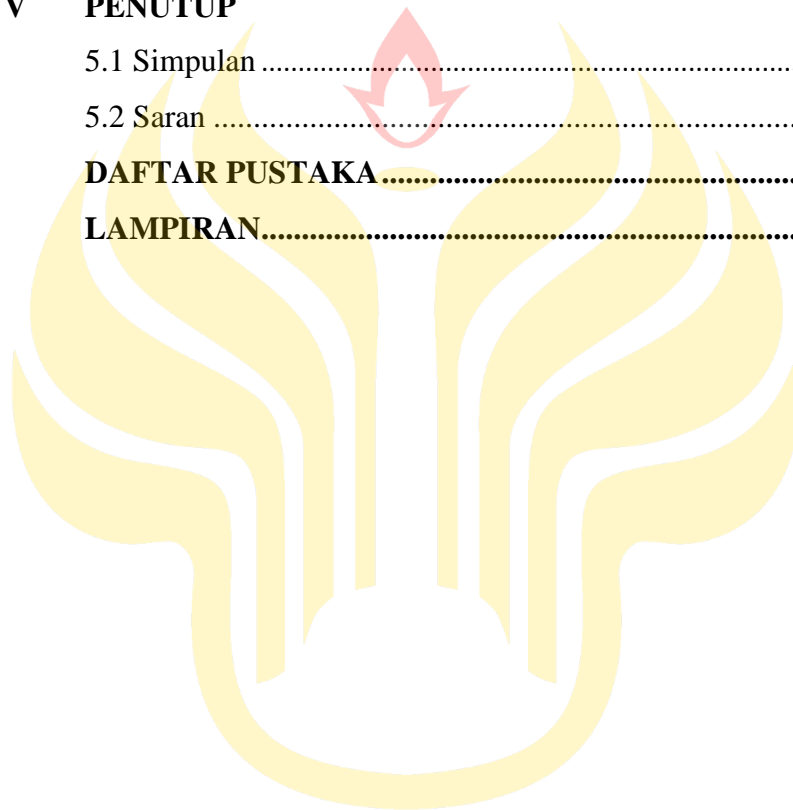 V PENUTUP
5.1 Simpulan ........................................................................
5.2 Saran ..............................................................................
DAFTAR PUSTAKA .......................................................
LAMPIRAN.......................................................................